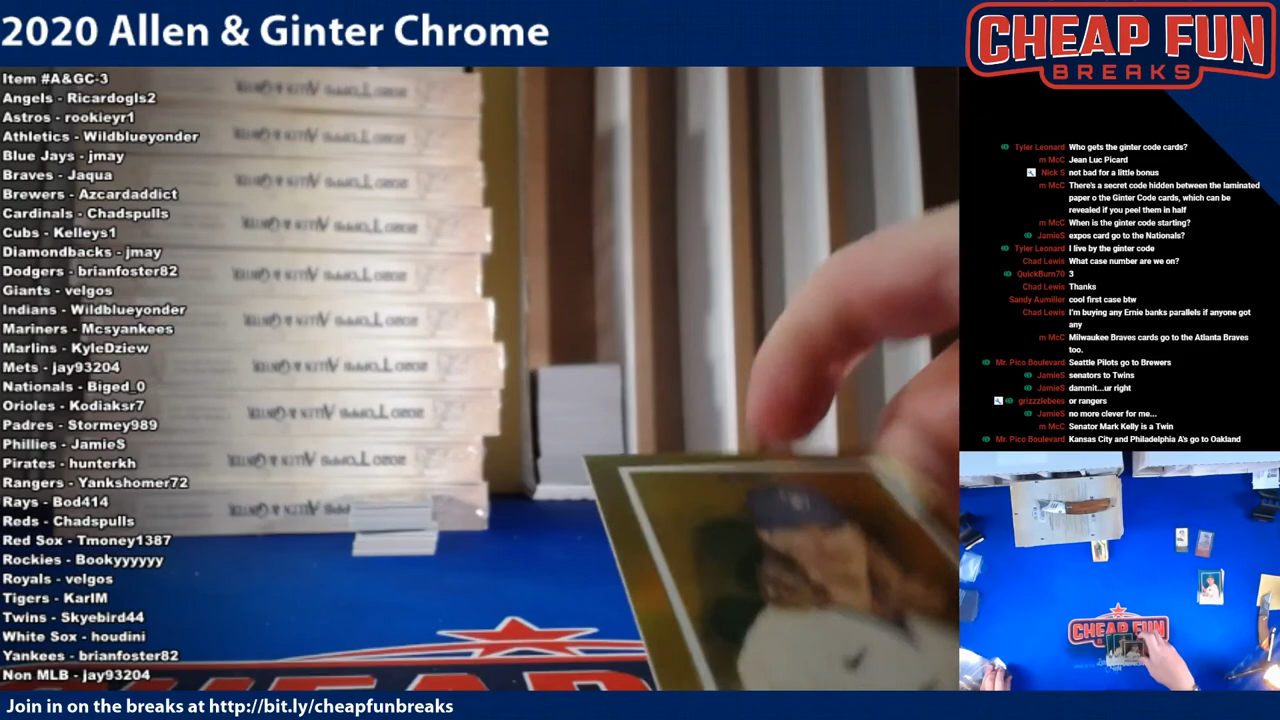 2020 Allen & Ginter Chrome
CHEAP FUN
BREAKS
Item #A&GC-3
Angels - Ricardogls2
Astros - rookieyr1
Athletics - Wildblueyonder
Blue Jays - jmay
Braves - Jaqua
Brewers - Azcardaddict
Cardinals - Chadspulls
Cubs - Kelleys1
Diamondbacks - jmay
Dodgers - brianfoster82
Giants - velgos
Indians - Wildblueyonder
Mariners - Mcsyankees
Marlins - KyleDziew
Mets - jay93204
Nationals - Biged_0
Orioles - Kodiaksr7
Padres - Stormey989
Phillies - JamieS
Pirates - hunterkh
Rangers - Yankshomer72
Rays - Bod414
Reds - Chadspulls
Red Sox - Tmoney1387
Rockies - Bookyyyyyy
Royals - velgos
Tigers - KarlM
Twins - Skyebird44
White Sox - houdini
Yankees - brianfoster82
Non MLB - jay93204
Tyler Leonard Who gets the ginter code cards?
m McC Jean Luc Picard
Nick S not bad for a little bonus
m McC There's a secret code hidden between the laminated
paper o the Ginter Code cards, which can be
revealed if you peel them in half
m McC When is the ginter code starting?
JamieS expos card go to the Nationals?
Tyler Leonard I live by the ginter code
Chad Lewis What case number are we on?
QuickBurn70 3
Chad Lewis Thanks
Sandy Aumiller cool first case btw
Chad Lewis I'm buying any Ernie banks parallels if anyone got
any
m McC Milwaukee Braves cards go to the Atlanta Braves
too.
Mr. Pico Boulevard Seattle Pilots go to Brewers
JamieS senators to Twins
JamieS dammit...ur right
grizzzlebees or rangers
JamieS no more clever for me...
m McC Senator Mark Kelly is a Twin
Mr. Pico Boulevard Kansas City and Philadelphia A's go to Oakland
CHEAP FUN
Join in on the breaks at http://bit.ly/cheapfunbreaks